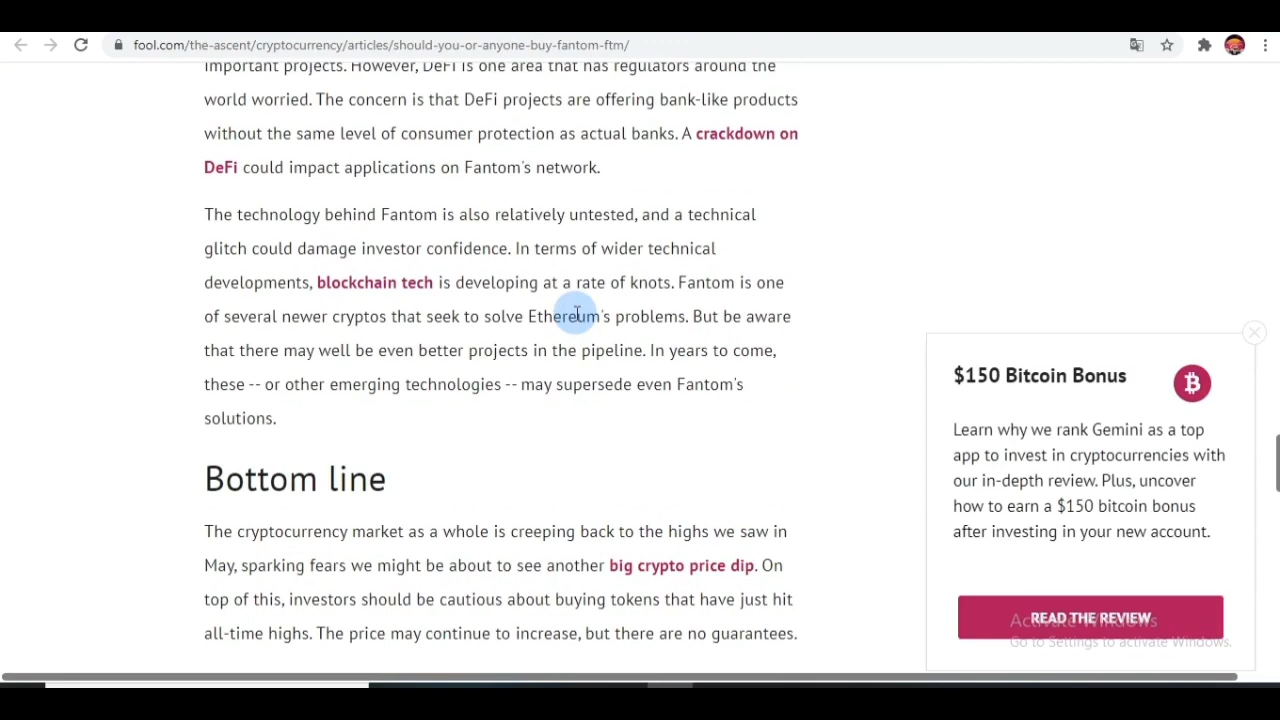 fool.com/the-ascent/cryptocurrency/articles/should-you-or-anyone-buy-fantom-ftm/
important projects. However, DeFi is one area that has regulators around the
world worried. The concern is that DeFi projects are offering bank-like products
without the same level of consumer protection as actual banks. A crackdown on
DeFi could impact applications on Fantom's network.
The technology behind Fantom is also relatively untested, and a technical
glitch could damage investor confidence. In terms of wider technical
developments, blockchain tech is developing at a rate of knots. Fantom is one
of several newer cryptos that seek to solve Ethereum's problems. But be aware
that there may well be even better projects in the pipeline. In years to come,
these -- or other emerging technologies -- may supersede even Fantom's
solutions.
Bottom line
The cryptocurrency market as a whole is creeping back to the highs we saw in
May, sparking fears we might be about to see another big crypto price dip. On
top of this, investors should be cautious about buying tokens that have just hit
all-time highs. The price may continue to increase, but there are no guarantees.
$150 Bitcoin Bonus
Learn why we rank Gemini as a top
app to invest in cryptocurrencies with
our in-depth review. Plus, uncover
how to earn a $150 bitcoin bonus
after investing in your new account.
READ THE REVIEW
Activate Windows
Go to Settings to activate Windows.